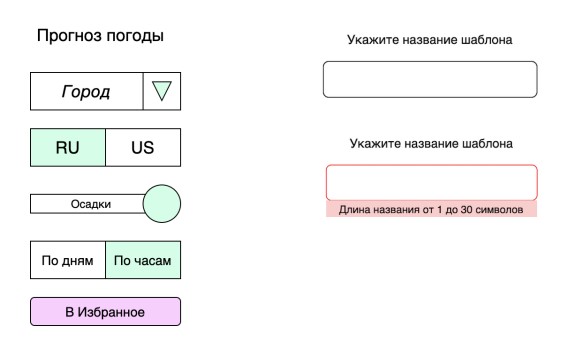 Прогноз погоды
Город
RU US
Осадки
По дням По часам
В Избранное
Укажите название шаблона
Укажите название шаблона
Длина названия от 1 до 30 символов